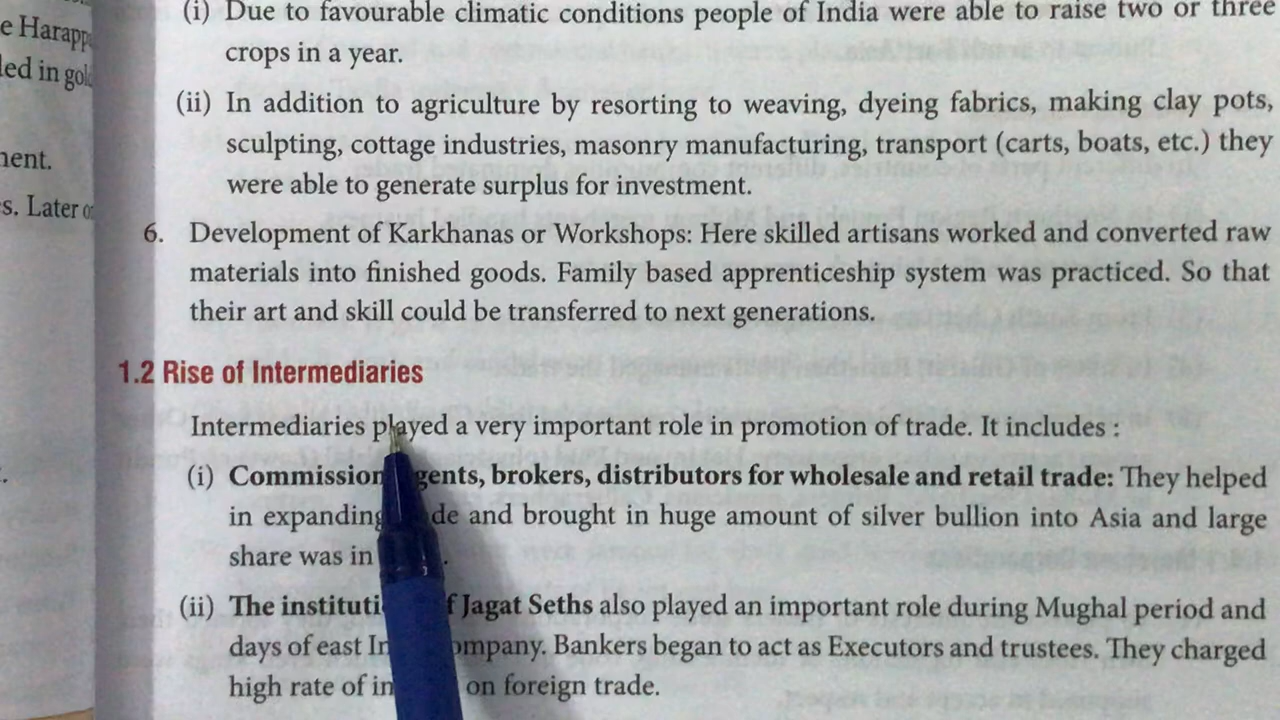 e Harapp
led in gol
nent.
s. Later o
(i) Due to favourable climatic conditions people of India were able to raise two or three
crops in a year.
(ii) In addition to agriculture by resorting to weaving, dyeing fabrics, making clay pots,
sculpting, cottage industries, masonry manufacturing, transport (carts, boats, etc.) they
were able to generate surplus for investment.
6. Development of Karkhanas or Workshops: Here skilled artisans worked and converted raw
materials into finished goods. Family based apprenticeship system was practiced. So that
their art and skill could be transferred to next generations.
1.2 Rise of Intermediaries
Intermediaries played a very important role in promotion of trade. It includes :
(i) Commission gents, brokers, distributors for wholesale and retail trade: They helped
in expanding de and brought in huge amount of silver bullion into Asia and large
share was in
(ii) The instituti f Jagat Seths also played an important role during Mughal period and
days of east In ompany. Bankers began to act as Executors and trustees. They charged
high rate of in on foreign trade.